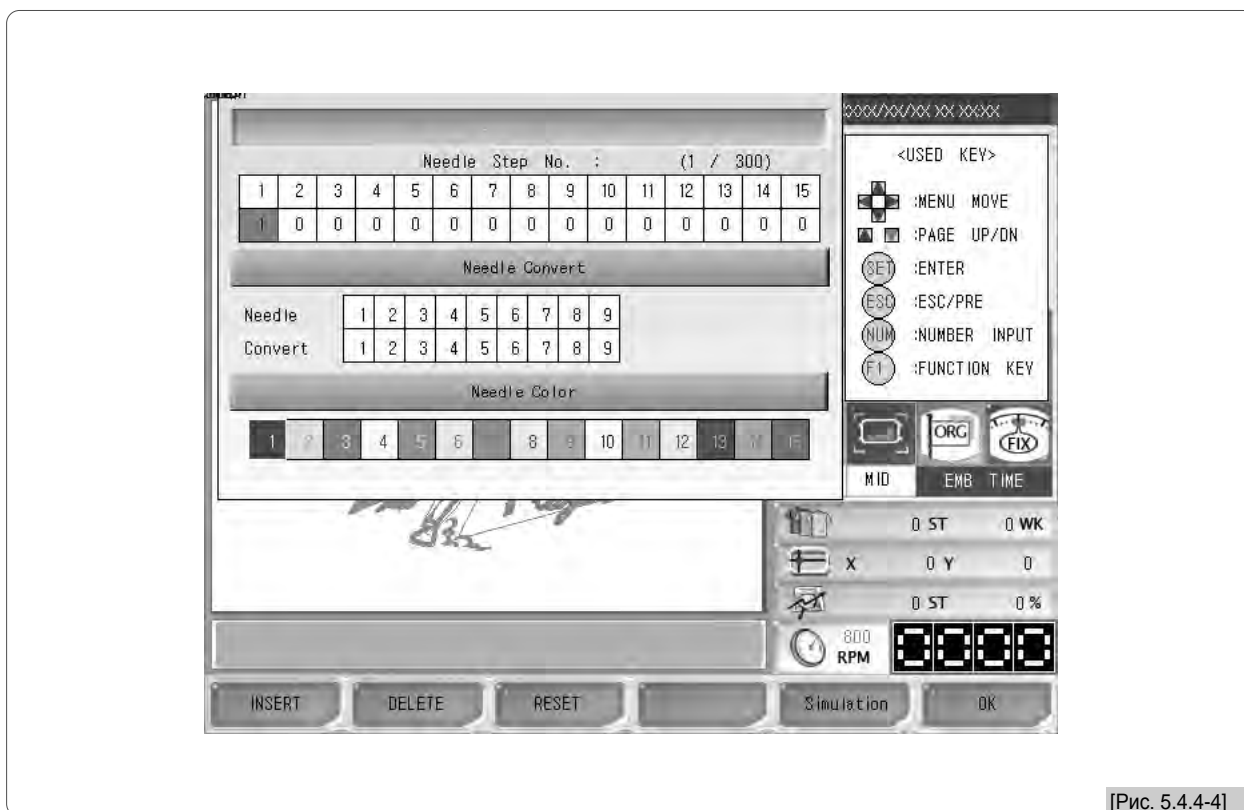 XXXX/XX/XX XX XX:XX
Needle Step No. : (1 / 300)
1 2 3 4 5 6 7 8 9 10 11 12 13 14 15
1 0 0 0 0 0 0 0 0 0 0 0 0 0 0
Needle Convert
Needle 1 2 3 4 5 6 7 8 9
Convert 1 2 3 4 5 6 7 8 9
Needle Color
1 2 3 4 5 6 8 9 10 11 12 13 14 15
<USED KEY>
:MENU MOVE
:PAGE UP/DN
SET :ENTER
ESC :ESC/PRE
NUM :NUMBER INPUT
F1 :FUNCTION KEY
ORG
FIX
MID EMB TIME
0 ST 0 WK
X 0 Y 0
0 ST 0 %
800
RPM
0000
INSERT DELETE RESET Simulation OK
[Рис. 5.4.4-4]